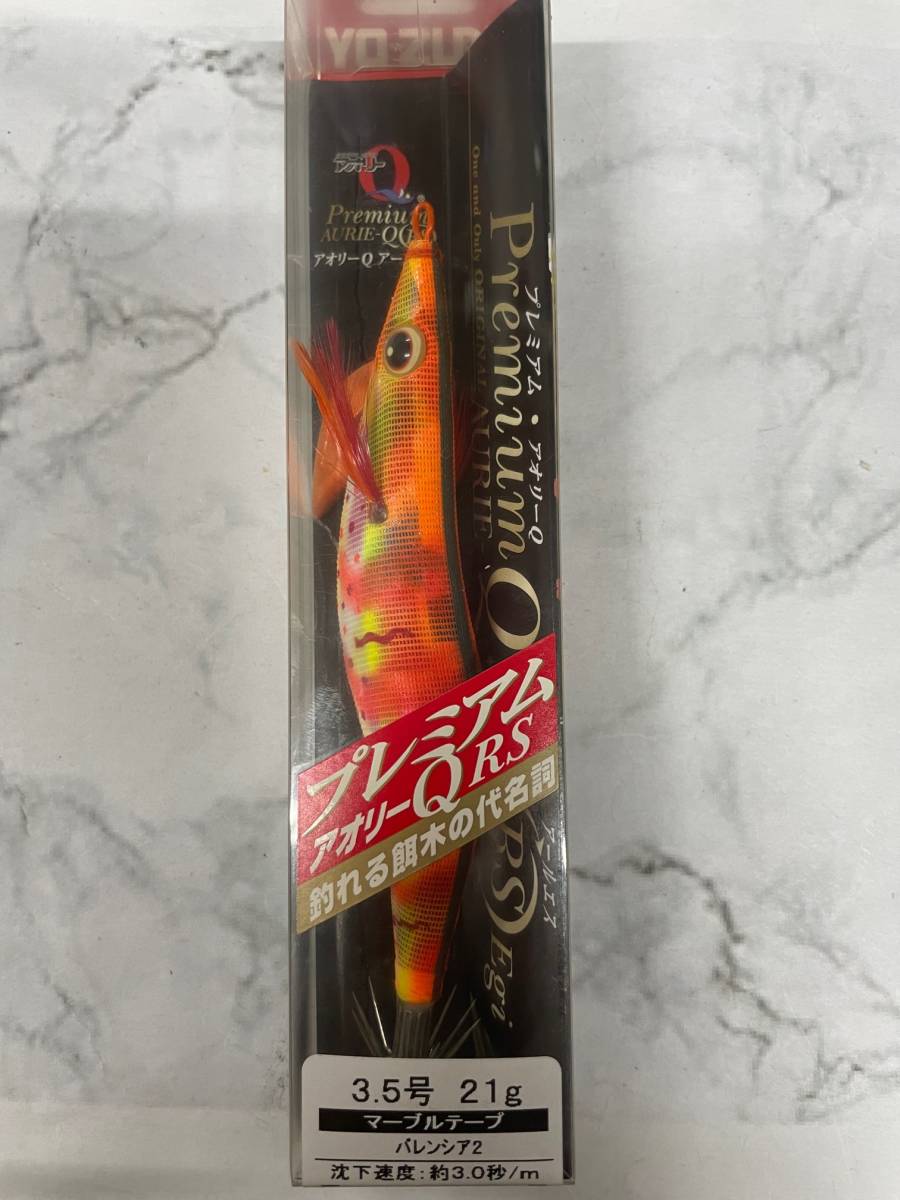 YO-ZURI
アオリー
Q
Premium
AURIE-Q RS
アオリーQ アー
One and Only ORIGINAL AURIE-
PremiumQ
プレミアム・アオリーQ
RS Egi
アールエス
プレミアム
アオリーQ RS
釣れる餌木の代名詞
3.5号 21g
マーブルテープ
バレンシア2
沈下速度:約3.0秒/m